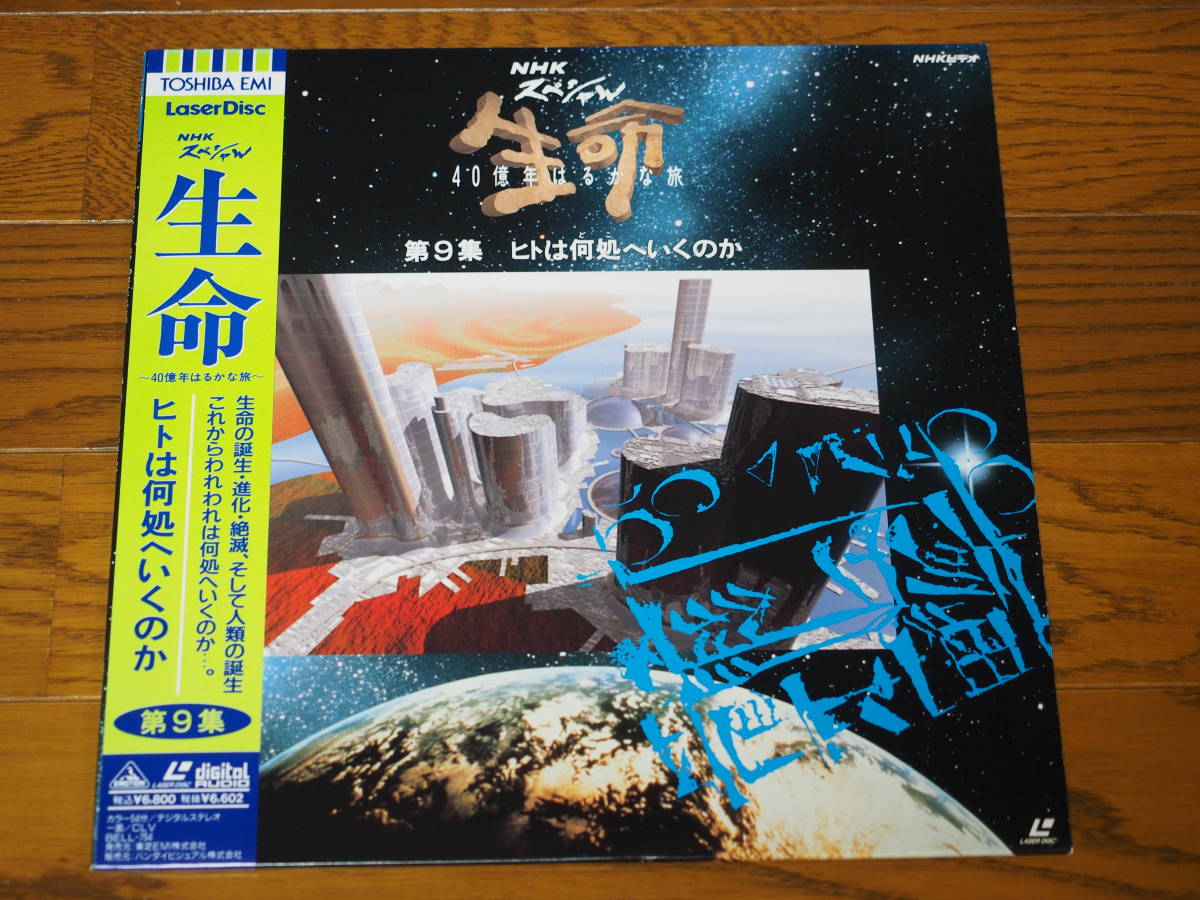 TOSHIBA EMI
LaserDisc
NHK
スペシャル
生命
～40億年はるかな旅～
ヒトは何処へいくのか
生命の誕生・進化・絶滅、そして人類の誕生
これからわれわれは何処へいくのか…。
第9集
LASER DISC
digital
AUDIO
税込¥6.800 税抜¥6.602
カラー54分/デジタルステレオ
一面/CLV
BELL-754
発売元 東芝EMI株式会社
販売元 バンダイビジュアル株式会社
NHKビデオ
NHK
スペシャル
生命
40億年はるかな旅
第9集 ヒトは何処へいくのか
LASER DISC